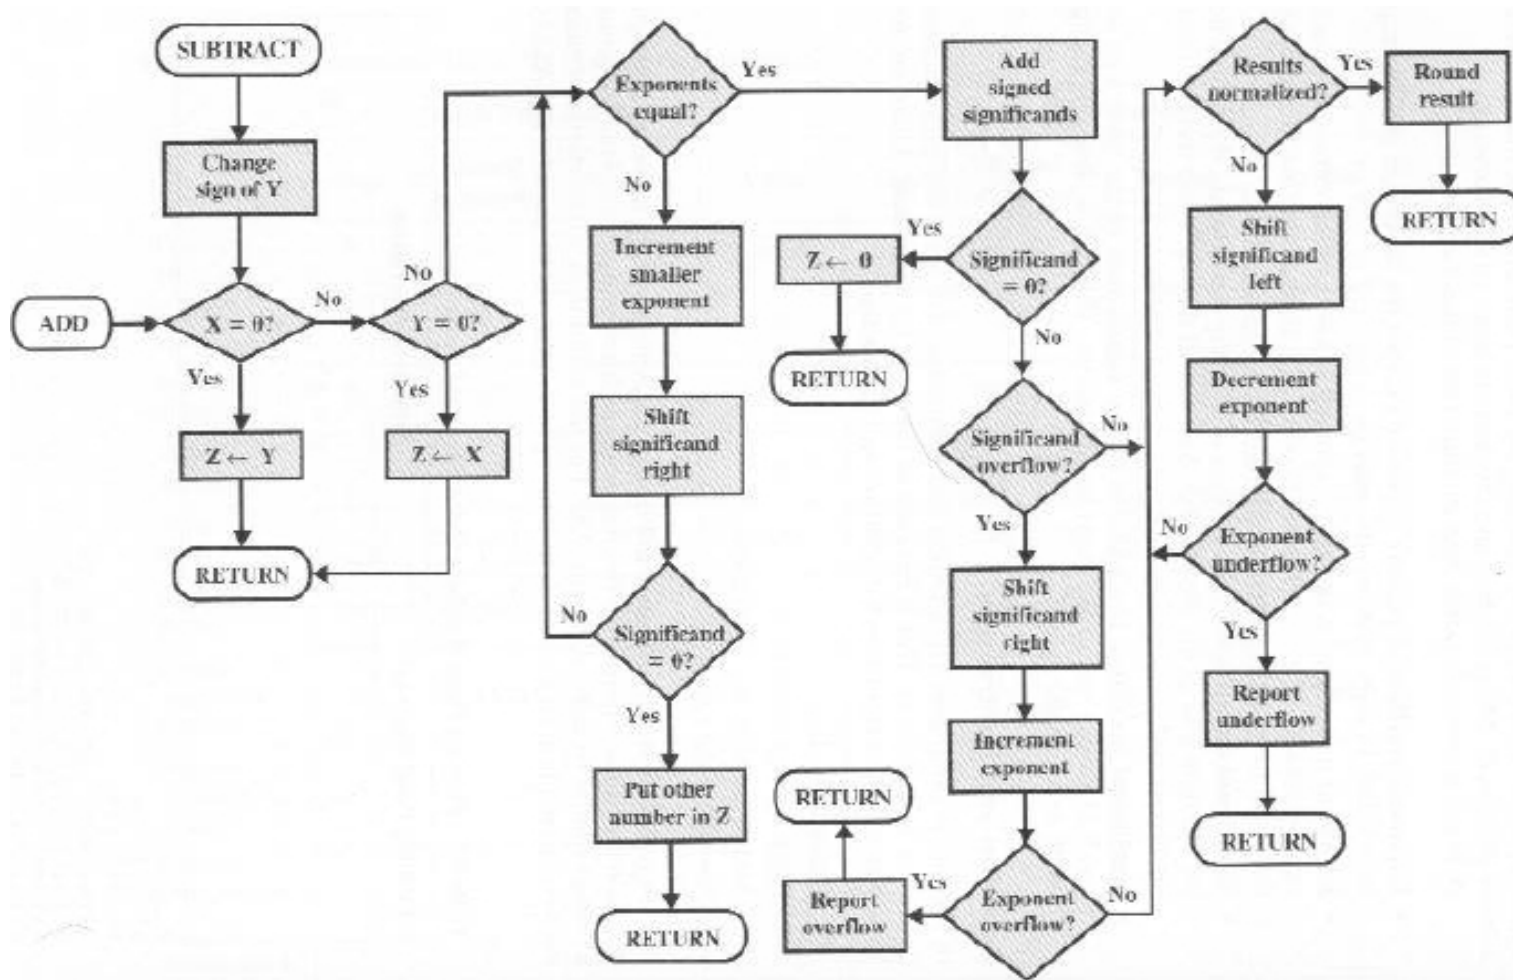 SUBTRACT
Change
sign of Y
ADD
X = 0?
No
Yes
Z ← Y
RETURN
Y = 0?
No
Yes
Z ← X
Exponents
equal?
Yes
No
Increment
smaller
exponent
Shift
significand
right
Significand
= 0?
No
Yes
Put other
number in Z
RETURN
Add
signed
significands
Significand
= 0?
Yes
Z ← 0
RETURN
No
Significand
overflow?
No
Yes
Shift
significand
right
Increment
exponent
Exponent
overflow?
Yes
Report
overflow
RETURN
No
Results
normalized?
Yes
Round
result
RETURN
No
Shift
significand
left
Decrement
exponent
Exponent
underflow?
No
Yes
Report
underflow
RETURN